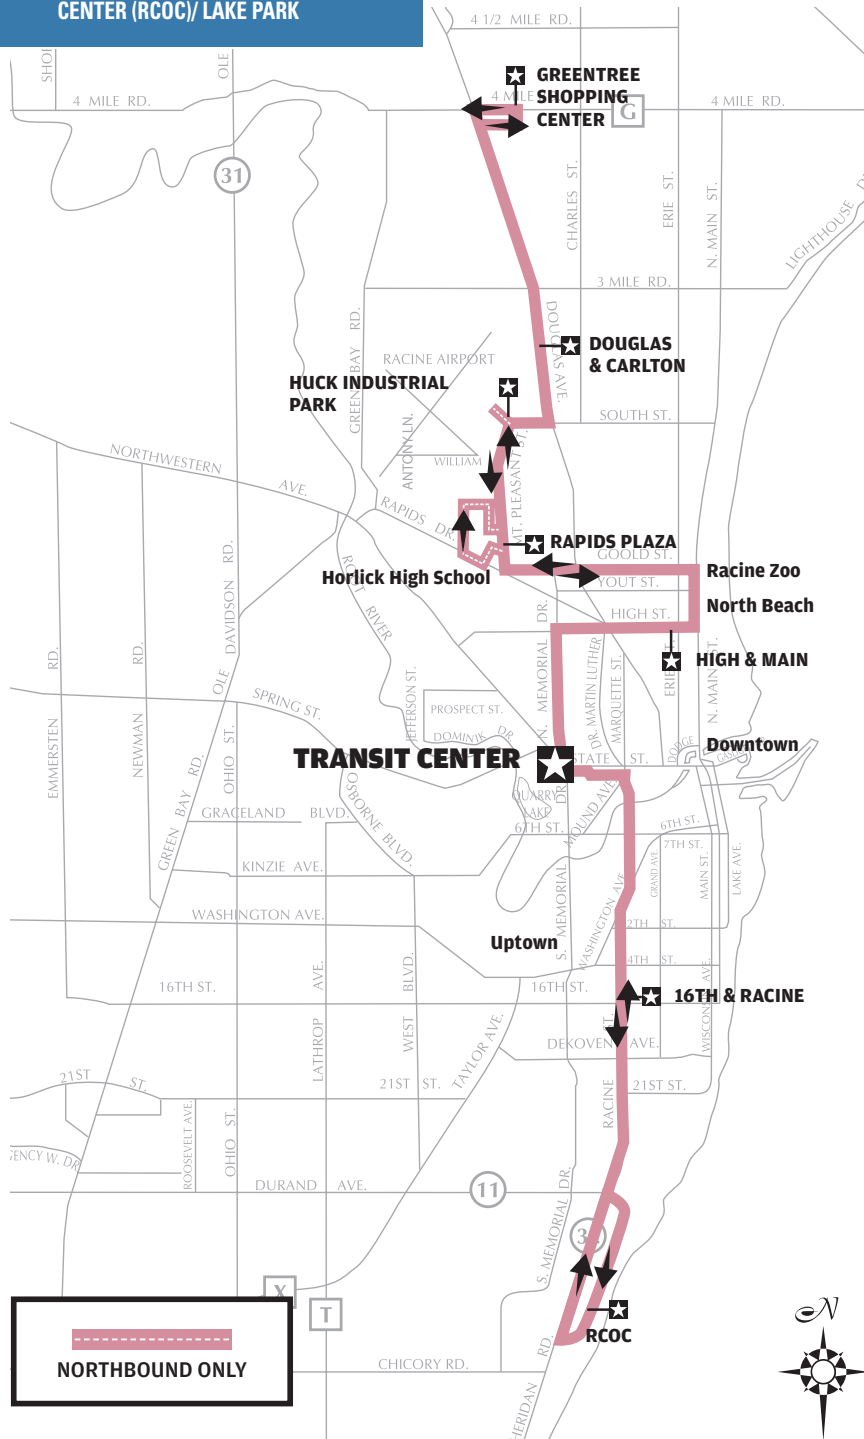 CENTER (RCOC)/ LAKE PARK
4 1/2 MILE RD.
OLE
GREENTREE
SHOPPING
CENTER
4 MILE RD.
4 MILE
G
4 MILE RD.
31
CHARLES ST.
ERIE ST.
N. MAIN ST.
LIGHTHOUSE
3 MILE RD.
GREEN BAY RD.
DOUGLAS AVE.
DOUGLAS
& CARLTON
RACINE AIRPORT
HUCK INDUSTRIAL
PARK
SOUTH ST.
ANTONY LN.
WILLIAM
MT. PLEASANT ST.
NORTHWESTERN AVE.
RAPIDS DR.
RAPIDS PLAZA
GOOLD ST.
Horlick High School
YOUT ST.
Racine Zoo
North Beach
HIGH ST.
ROOT RIVER
OLE DAVIDSON RD.
N. MEMORIAL DR.
DR. MARTIN LUTHER
MARQUETTE ST.
HIGH & MAIN
N. MAIN ST.
EMMERSTEN RD.
NEWMAN RD.
SPRING ST.
JEFFERSON ST.
PROSPECT ST.
DOMINIK DR.
TRANSIT CENTER
STATE ST.
DODGE
Downtown
GREEN BAY RD.
OHIO ST.
OSBORNE BLVD.
QUARRY
LAKE
MOUND AVE.
GRACELAND BLVD.
6TH ST.
6TH ST.
7TH ST.
KINZIE AVE.
GRAND AVE.
MAIN ST.
LAKE AVE.
WASHINGTON AVE.
S. MEMORIAL DR.
WASHINGTON AVE.
2TH ST.
Uptown
4TH ST.
16TH ST.
16TH ST.
16TH & RACINE
LATHROP AVE.
WEST BLVD.
TAYLOR AVE.
DEKOVEN AVE.
21ST ST.
21ST ST.
21ST ST.
RACINE ST.
ROOSEVELT AVE.
OHIO ST.
DURAND AVE.
11
S. MEMORIAL DR.
X
T
RCOC
NORTHBOUND ONLY
CHICORY RD.
RD.
N